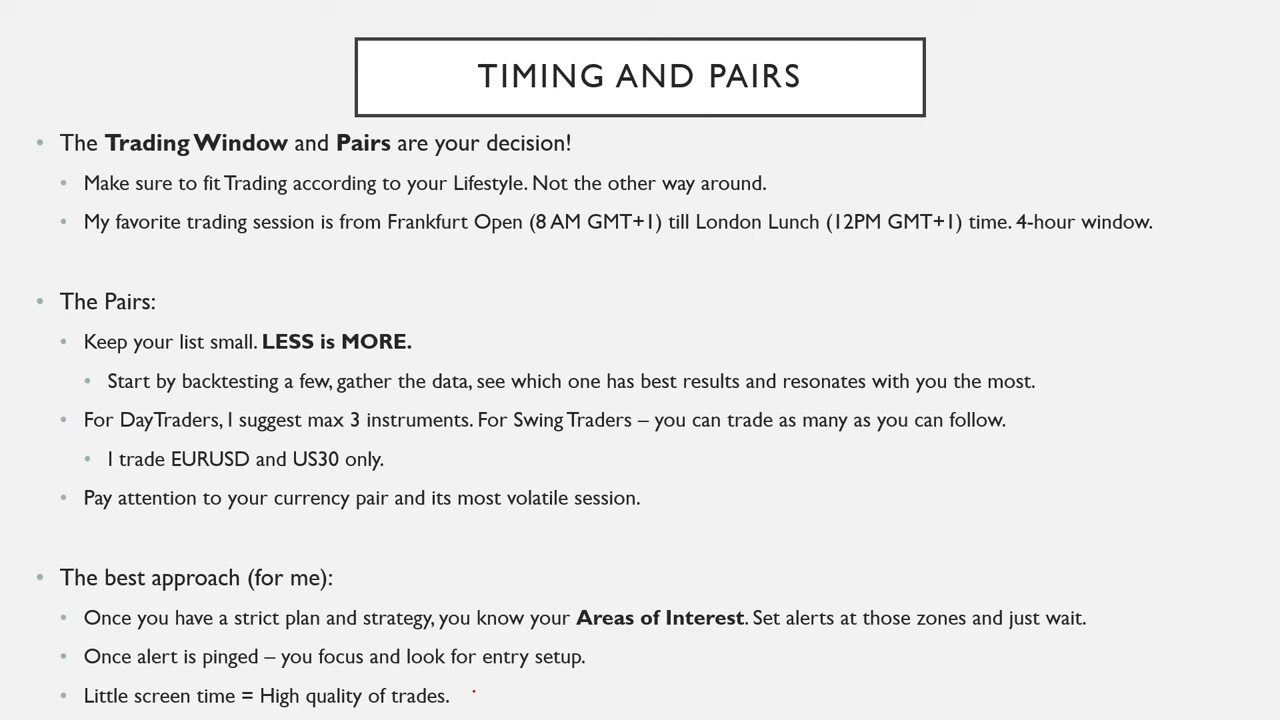 TIMING AND PAIRS
• The Trading Window and Pairs are your decision!
• Make sure to fit Trading according to your Lifestyle. Not the other way around.
• My favorite trading session is from Frankfurt Open (8 AM GMT+1) till London Lunch (12PM GMT+1) time. 4-hour window.
• The Pairs:
• Keep your list small. LESS is MORE.
• Start by backtesting a few, gather the data, see which one has best results and resonates with you the most.
• For DayTraders, I suggest max 3 instruments. For Swing Traders – you can trade as many as you can follow.
• I trade EURUSD and US30 only.
• Pay attention to your currency pair and its most volatile session.
• The best approach (for me):
• Once you have a strict plan and strategy, you know your Areas of Interest. Set alerts at those zones and just wait.
• Once alert is pinged – you focus and look for entry setup.
• Little screen time = High quality of trades.